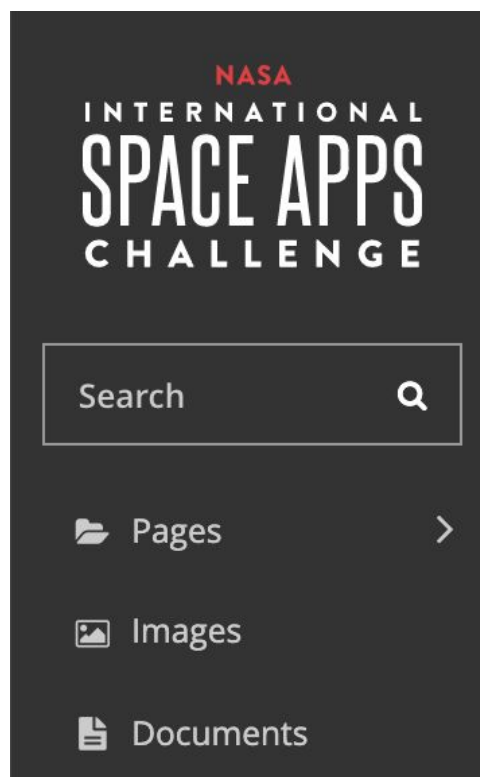 NASA
INTERNATIONAL
SPACE APPS
CHALLENGE
Search
Pages
Images
Documents